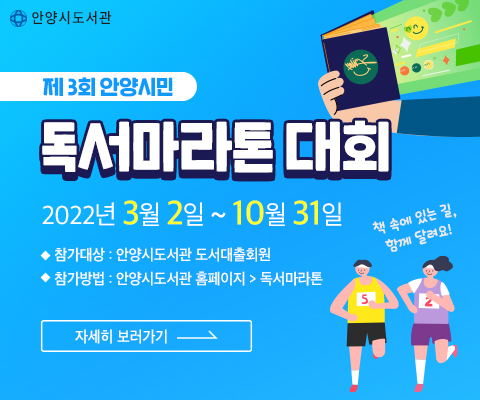 안양시도서관
제 3회 안양시민
독서마라톤 대회
2022년 3월 2일 ~ 10월 31일
책 속에 있는 길,
함께 달려요!
◆ 참가대상 : 안양시도서관 도서대출회원
◆ 참가방법 : 안양시도서관 홈페이지 > 독서마라톤
5
2
자세히 보러가기